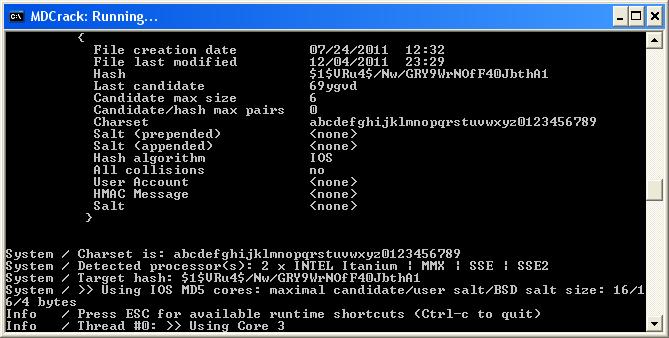 MDCrack: Running...
{
File creation date 07/24/2011 12:32
File last modified 12/04/2011 23:29
Hash $1$VRu4$/Nw/GRY9WrNOfF40JbthA1
Last candidate 69ygvd
Candidate max size 6
Candidate/hash max pairs 0
Charset abcdefghijklmnopqrstuvwxyz0123456789
Salt (prepended) <none>
Salt (appended) <none>
Hash algorithm IOS
All collisions no
User Account <none>
HMAC Message <none>
Salt <none>
}
System / Charset is: abcdefghijklmnopqrstuvwxyz0123456789
System / Detected processor(s): 2 x INTEL Itanium | MMX | SSE | SSE2
System / Target hash: $1$VRu4$/Nw/GRY9WrNOfF40JbthA1
System / >> Using IOS MD5 cores: maximal candidate/user salt/BSD salt size: 16/1
6/4 bytes
Info / Press ESC for available runtime shortcuts (Ctrl-c to quit)
Info / Thread #0: >> Using Core 3